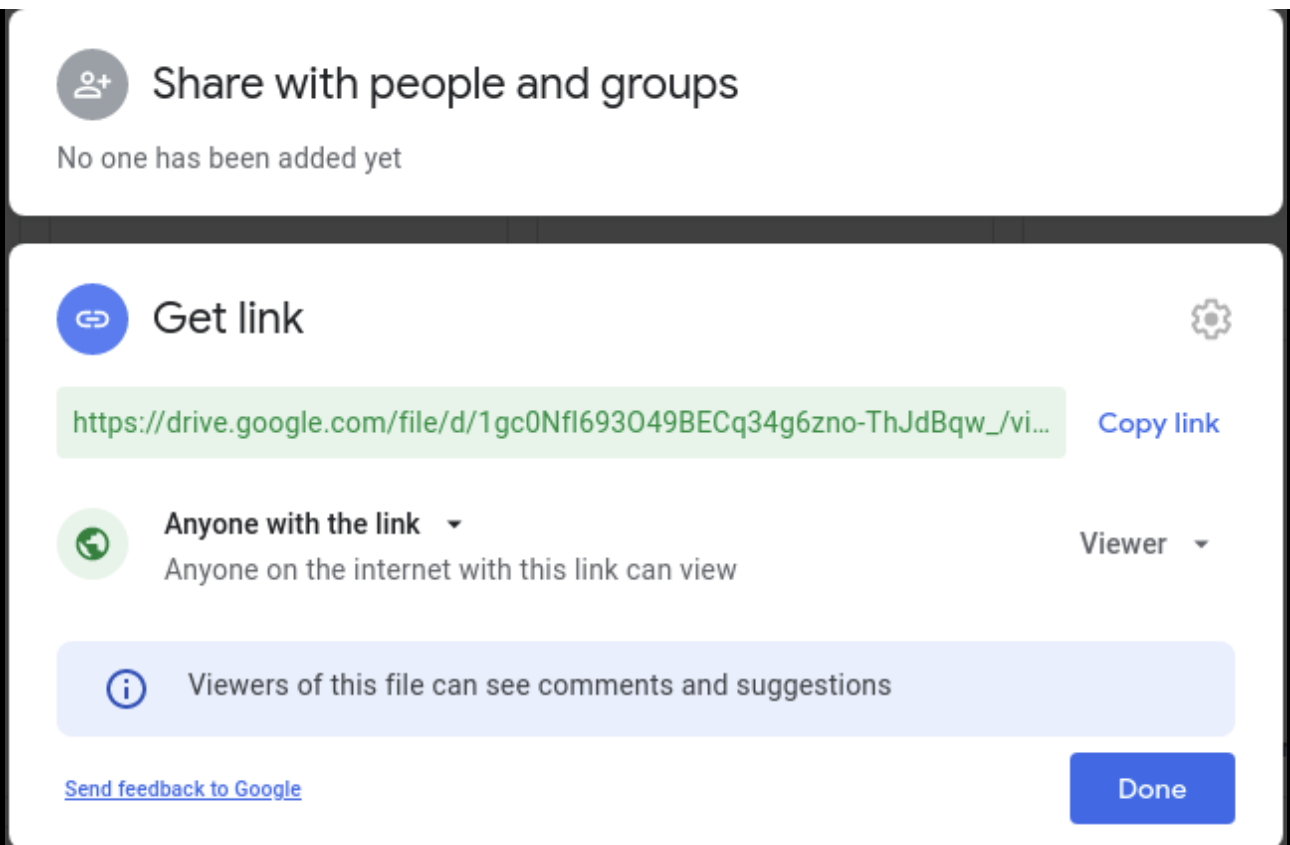 Share with people and groups
No one has been added yet
Get link
https://drive.google.com/file/d/1gc0Nfl693O49BECq34g6zno-ThJdBqw_/vi...
Copy link
Anyone with the link
Anyone on the internet with this link can view
Viewer
Viewers of this file can see comments and suggestions
Send feedback to Google
Done